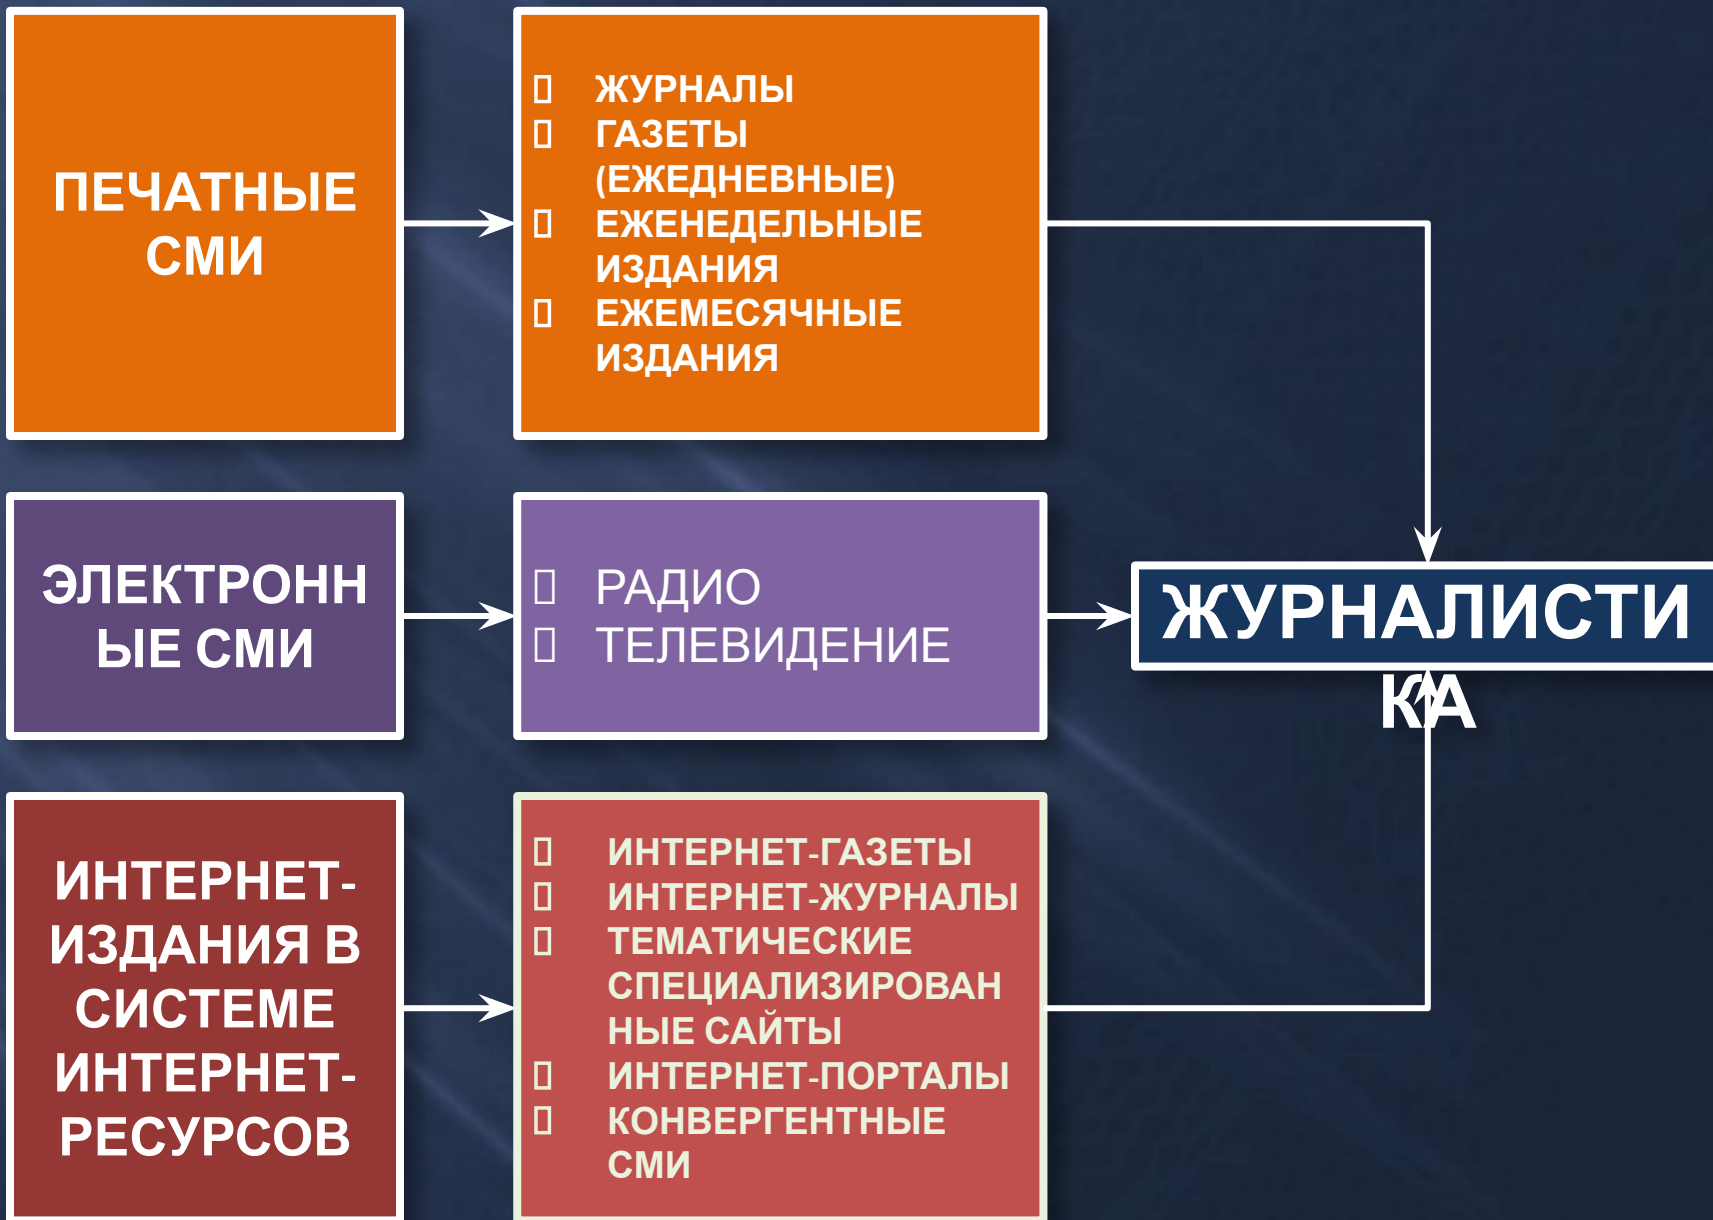 ПЕЧАТНЫЕ
СМИ
ЖУРНАЛЫ
ГАЗЕТЫ
(ЕЖЕДНЕВНЫЕ)
ЕЖЕНЕДЕЛЬНЫЕ
ИЗДАНИЯ
ЕЖЕМЕСЯЧНЫЕ
ИЗДАНИЯ
ЭЛЕКТРОНН
ЫЕ СМИ
РАДИО
ТЕЛЕВИДЕНИЕ
ЖУРНАЛИСТИ
КА
ИНТЕРНЕТ-
ИЗДАНИЯ В
СИСТЕМЕ
ИНТЕРНЕТ-
РЕСУРСОВ
ИНТЕРНЕТ-ГАЗЕТЫ
ИНТЕРНЕТ-ЖУРНАЛЫ
ТЕМАТИЧЕСКИЕ
СПЕЦИАЛИЗИРОВАН
НЫЕ САЙТЫ
ИНТЕРНЕТ-ПОРТАЛЫ
КОНВЕРГЕНТНЫЕ
СМИ